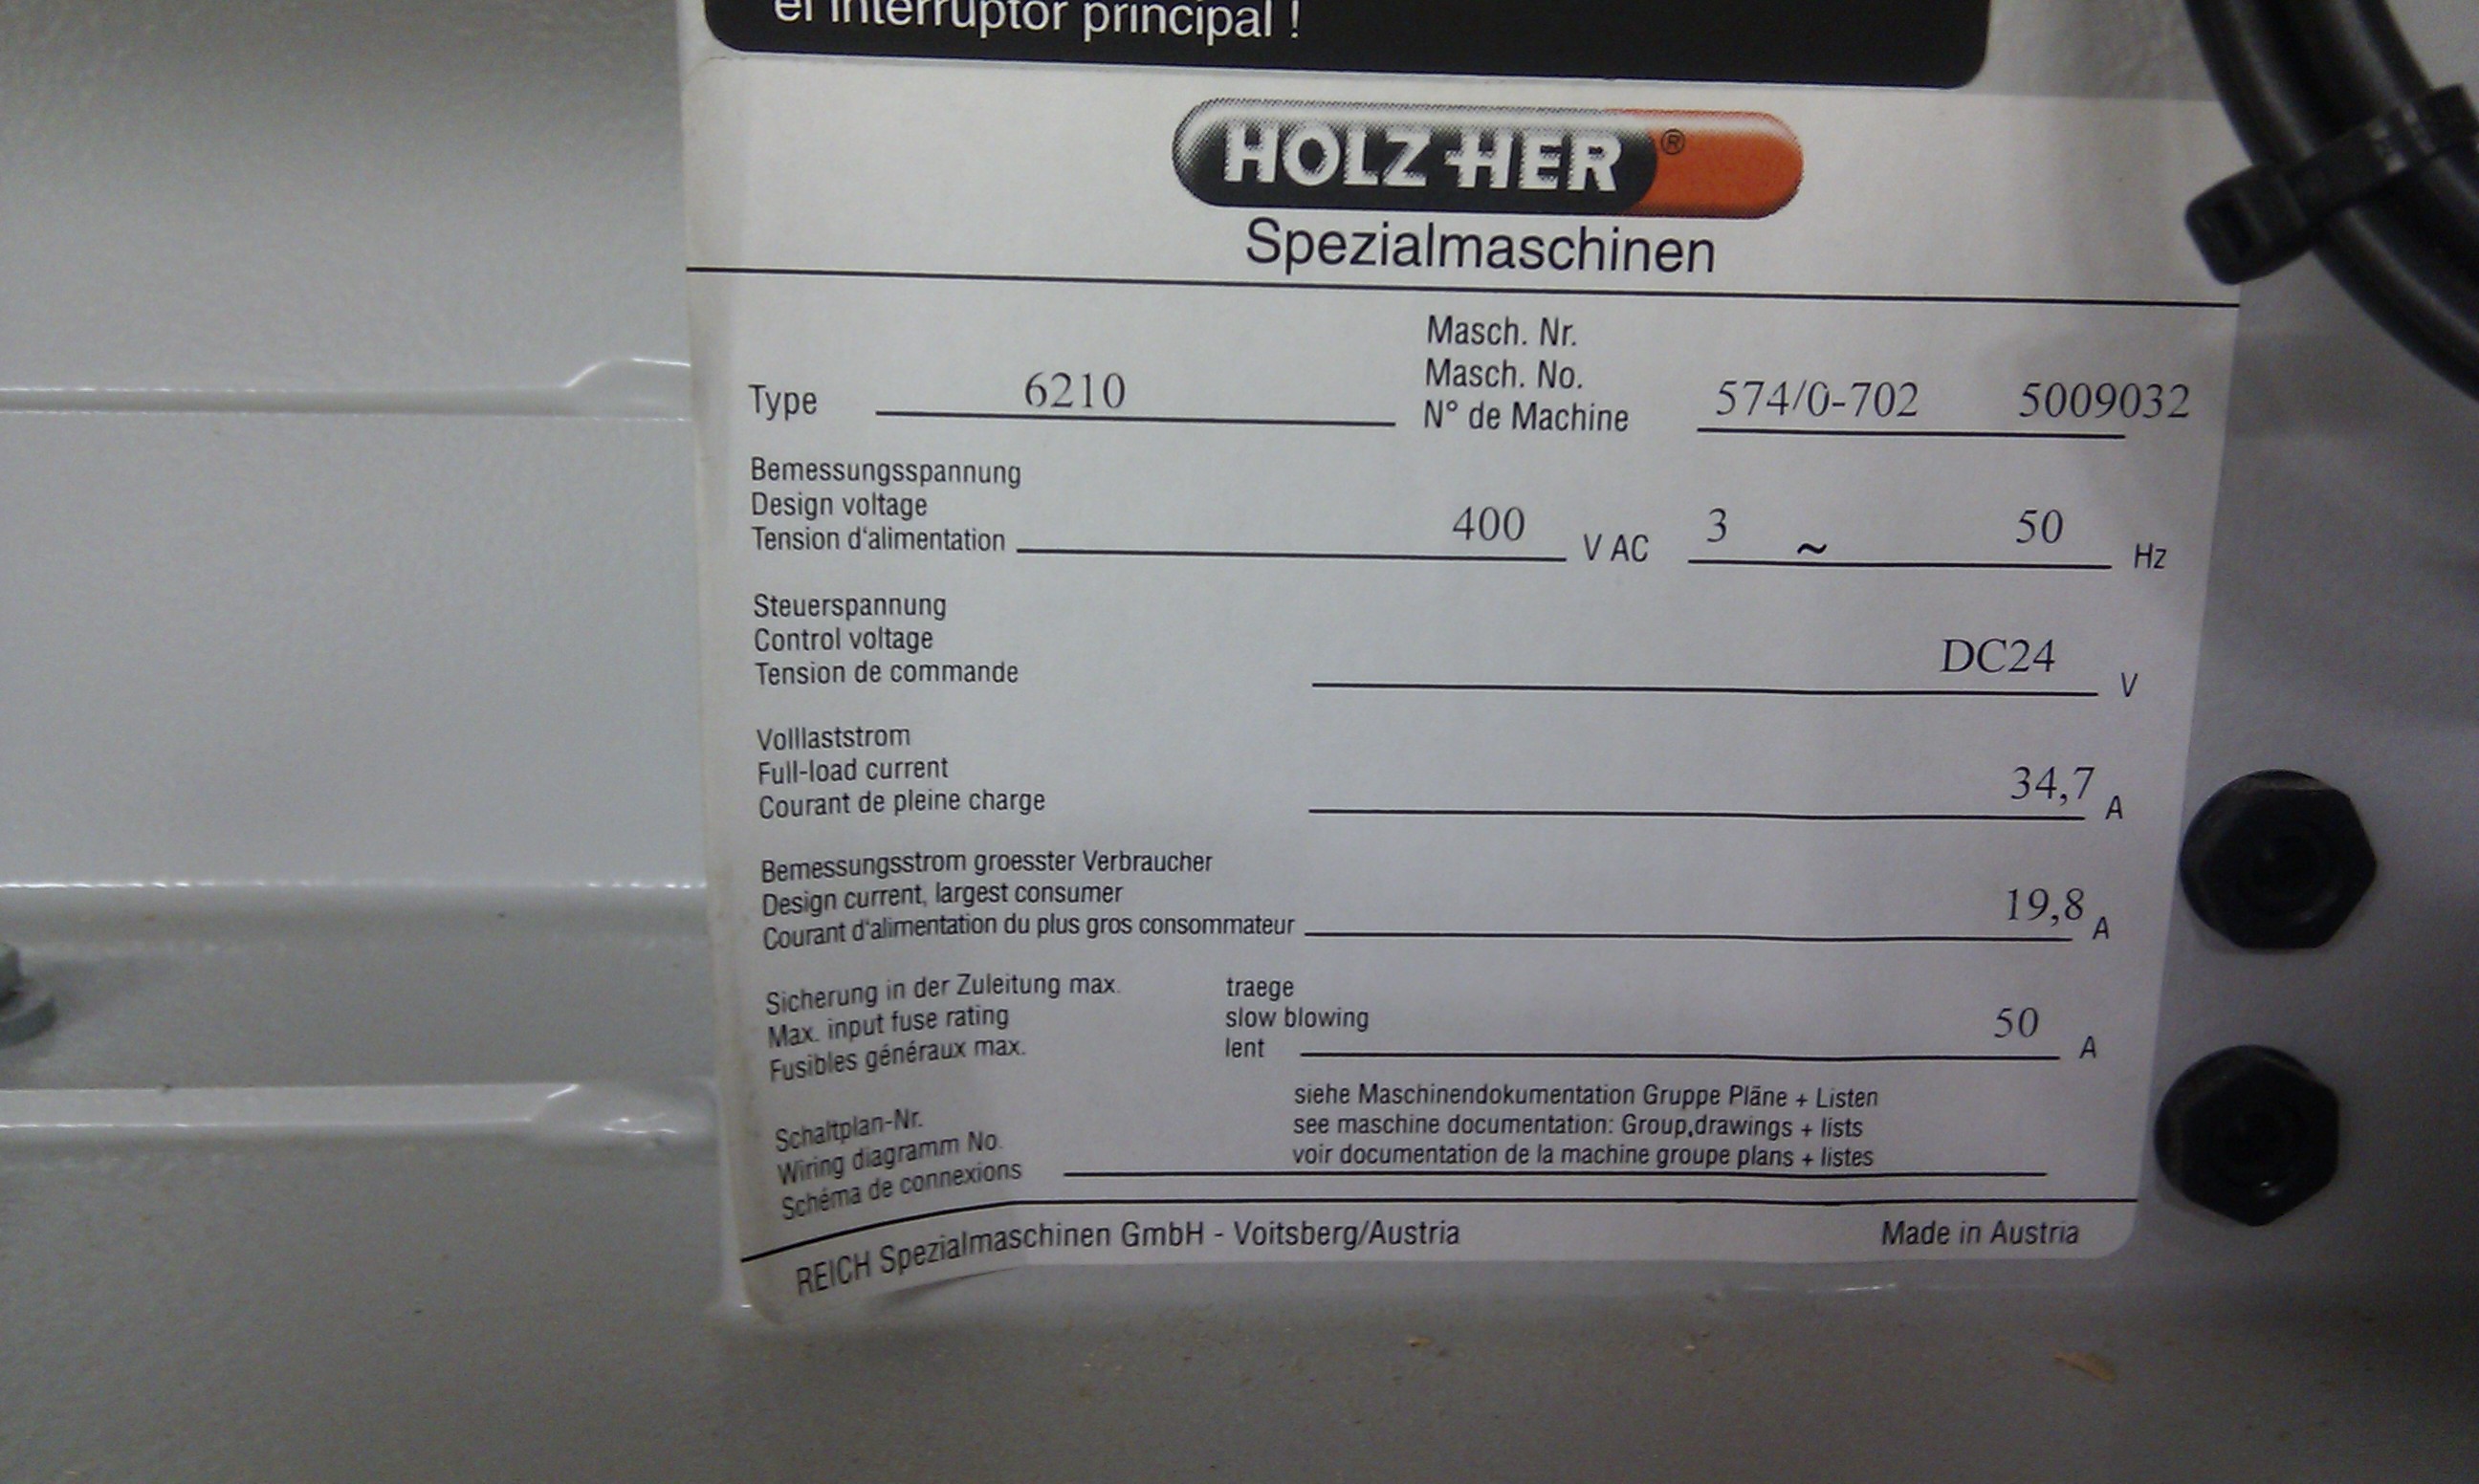 el interruptor principal !
HOLZ-HER ®
Spezialmaschinen
Masch. Nr.
Masch. No.
Type 6210 N° de Machine 574/0-702 5009032
Bemessungsspannung
Design voltage
Tension d'alimentation 400 V AC 3 ~ 50 Hz
Steuerspannung
Control voltage
Tension de commande DC24 V
Volllaststrom
Full-load current
Courant de pleine charge 34,7 A
Bemessungsstrom groesster Verbraucher
Design current, largest consumer
Courant d'alimentation du plus gros consommateur 19,8 A
Sicherung in der Zuleitung max. traege
Max. input fuse rating slow blowing
Fusibles généraux max. lent 50 A
Schaltplan-Nr. siehe Maschinendokumentation Gruppe Pläne + Listen
Wiring diagramm No. see maschine documentation: Group,drawings + lists
Schéma de connexions voir documentation de la machine groupe plans + listes
REICH Spezialmaschinen GmbH - Voitsberg/Austria Made in Austria